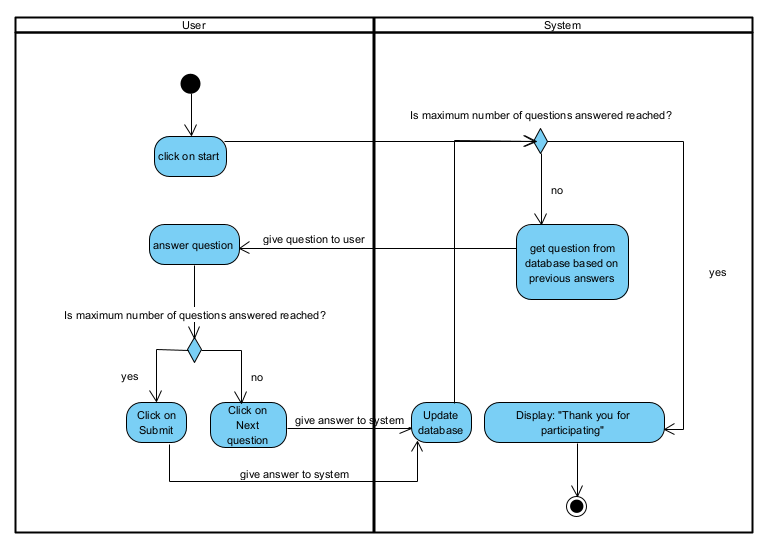 User
System
Is maximum number of questions answered reached?
click on start
no
answer question
give question to user
get question from
database based on
previous answers
yes
Is maximum number of questions answered reached?
yes
no
Click on
Submit
Click on
Next
question
give answer to system
Update
database
Display: "Thank you for
participating"
give answer to system